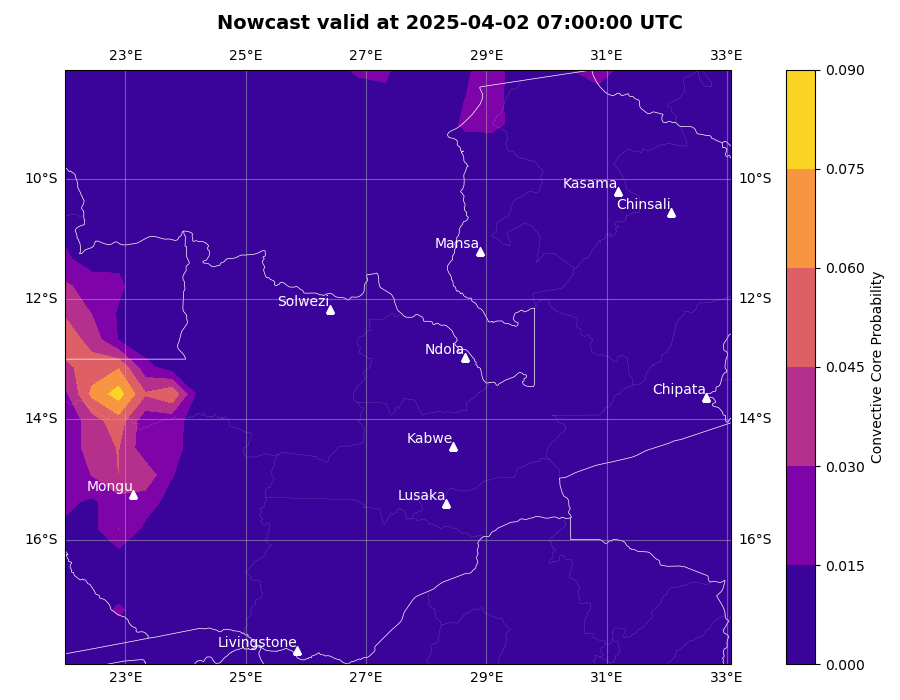 Nowcast valid at 2025-04-02 07:00:00 UTC
23°E 25°E 27°E 29°E 31°E 33°E
10°S 10°S
12°S 12°S
14°S 14°S
16°S 16°S
Kasama
Chinsali
Mansa
Solwezi
Ndola
Chipata
Kabwe
Mongu
Lusaka
Livingstone
23°E 25°E 27°E 29°E 31°E 33°E
0.090
0.075
0.060
0.045
0.030
0.015
0.000
Convective Core Probability